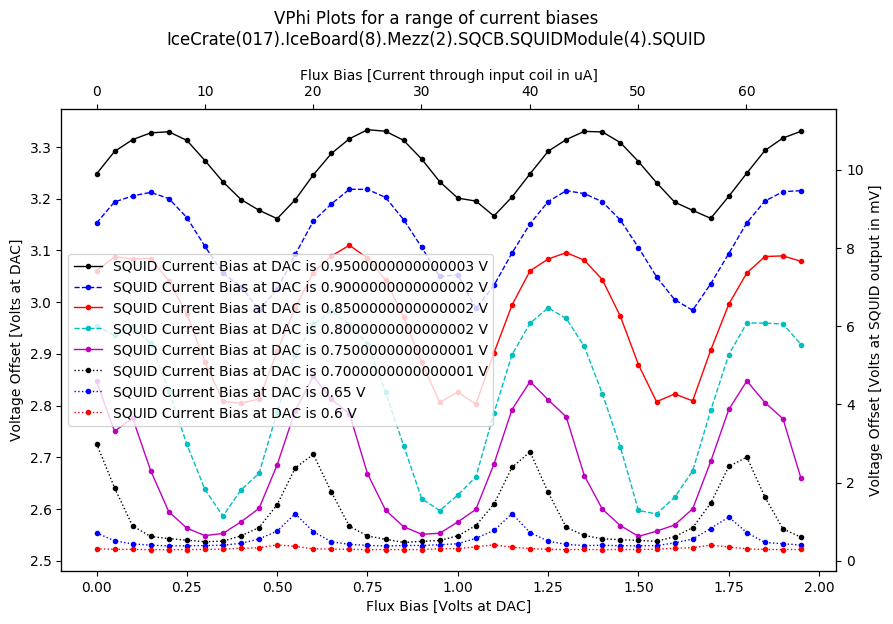 VPhi Plots for a range of current biases
IceCrate(017).IceBoard(8).Mezz(2).SQCB.SQUIDModule(4).SQUID
Flux Bias [Current through input coil in uA]
0 10 20 30 40 50 60
Voltage Offset [Volts at DAC]
3.3
3.2
3.1
3.0
2.9
2.8
2.7
2.6
2.5
SQUID Current Bias at DAC is 0.9500000000000003 V
SQUID Current Bias at DAC is 0.9000000000000002 V
SQUID Current Bias at DAC is 0.8500000000000002 V
SQUID Current Bias at DAC is 0.8000000000000002 V
SQUID Current Bias at DAC is 0.7500000000000001 V
SQUID Current Bias at DAC is 0.7000000000000001 V
SQUID Current Bias at DAC is 0.65 V
SQUID Current Bias at DAC is 0.6 V
10
8
6
4
2
0
Voltage Offset [Volts at SQUID output in mV]
0.00 0.25 0.50 0.75 1.00 1.25 1.50 1.75 2.00
Flux Bias [Volts at DAC]